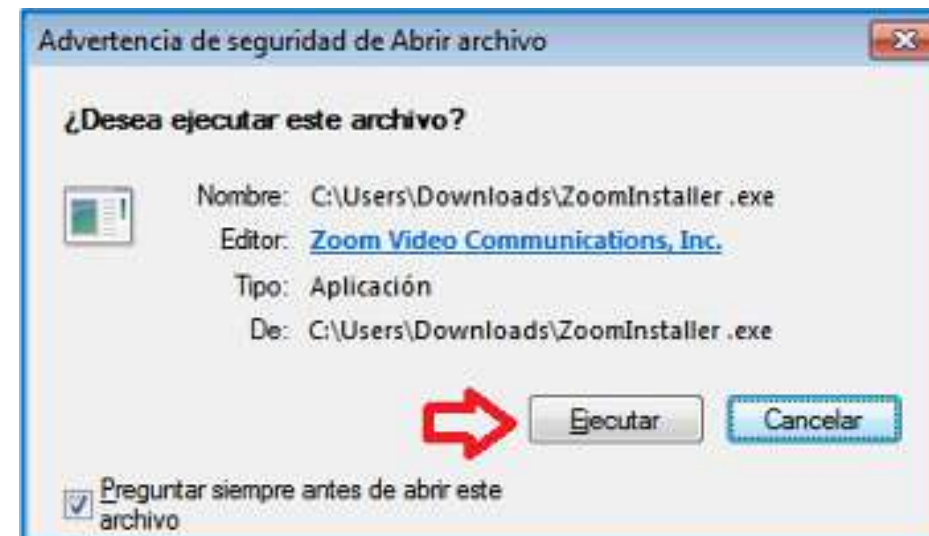 Advertencia de seguridad de Abrir archivo
¿Desea ejecutar este archivo?
Nombre: C:\Users\Downloads\ZoomInstaller .exe
Editor: Zoom Video Communications, Inc.
Tipo: Aplicación
De: C:\Users\Downloads\ZoomInstaller .exe
Ejecutar Cancelar
Preguntar siempre antes de abrir este
archivo